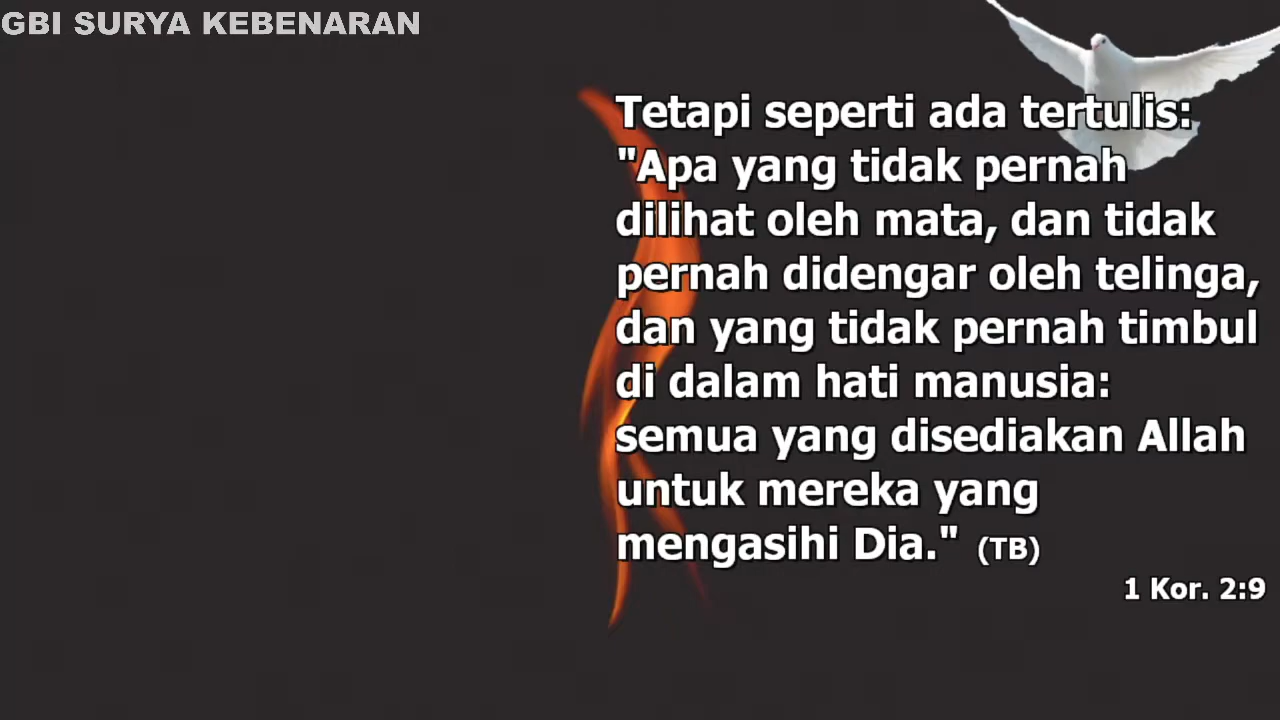 GBI SURYA KEBENARAN
Tetapi seperti ada tertulis:
"Apa yang tidak pernah
dilihat oleh mata, dan tidak
pernah didengar oleh telinga,
dan yang tidak pernah timbul
di dalam hati manusia:
semua yang disediakan Allah
untuk mereka yang
mengasihi Dia." (TB)
1 Kor. 2:9